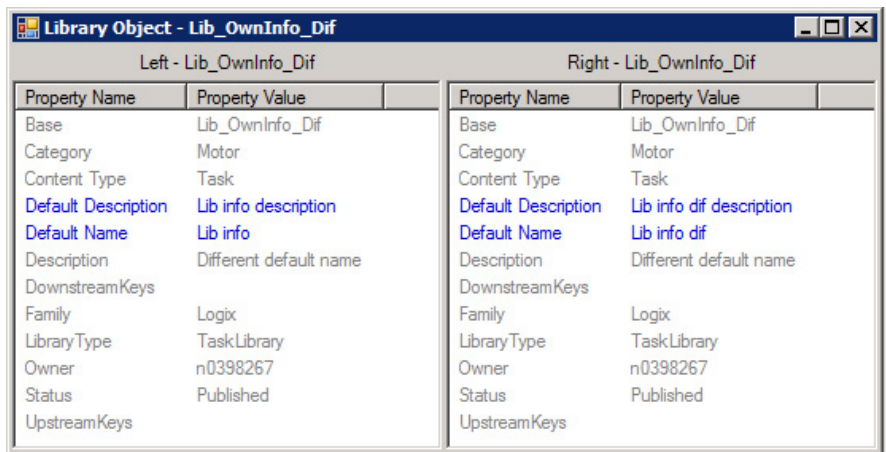 Library Object - Lib_OwnInfo_Dif
Left - Lib_OwnInfo_Dif Right - Lib_OwnInfo_Dif
Property Name Property Value Property Name Property Value
Base Lib_OwnInfo_Dif Base Lib_OwnInfo_Dif
Category Motor Category Motor
Content Type Task Content Type Task
Default Description Lib info description Default Description Lib info dif description
Default Name Lib info Default Name Lib info dif
Description Different default name Description Different default name
DownstreamKeys DownstreamKeys
Family Logix Family Logix
LibraryType TaskLibrary LibraryType TaskLibrary
Owner n0398267 Owner n0398267
Status Published Status Published
UpstreamKeys UpstreamKeys